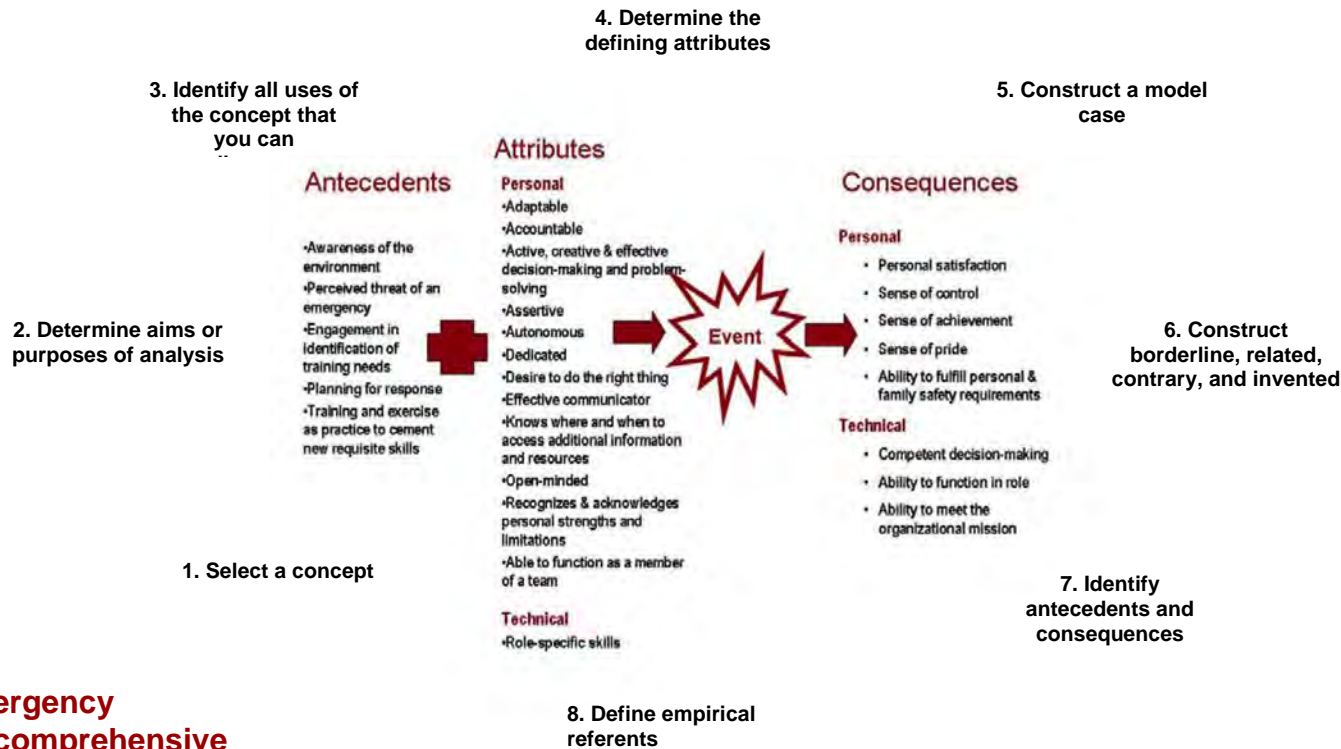 4. Determine the
defining attributes
3. Identify all uses of
the concept that
you can
5. Construct a model
case
Attributes
Antecedents
Consequences
Personal
•Adaptable
•Accountable
•Active, creative & effective
decision-making and problem-
solving
•Assertive
•Autonomous
•Dedicated
•Desire to do the right thing
•Effective communicator
•Knows where and when to
access additional information
and resources
•Open-minded
•Recognizes & acknowledges
personal strengths and
limitations
•Able to function as a member
of a team
Technical
•Role-specific skills
•Awareness of the
environment
•Perceived threat of an
emergency
•Engagement in
identification of
training needs
•Planning for response
•Training and exercise
as practice to cement
new requisite skills
Event
Personal
• Personal satisfaction
• Sense of control
• Sense of achievement
• Sense of pride
• Ability to fulfill personal &
family safety requirements
Technical
• Competent decision-making
• Ability to function in role
• Ability to meet the
organizational mission
2. Determine aims or
purposes of analysis
6. Construct
borderline, related,
contrary, and invented
1. Select a concept
7. Identify
antecedents and
consequences
8. Define empirical
referents
ergency
comprehensive